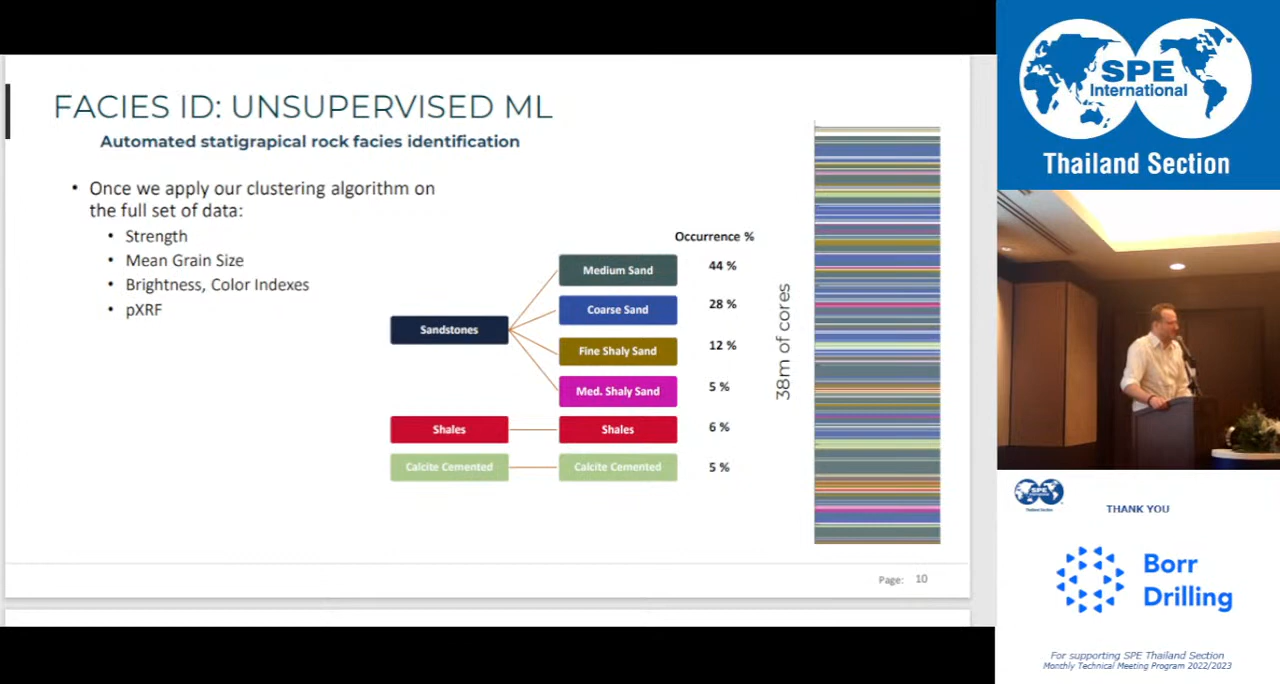 FACIES ID: UNSUPERVISED ML
Automated statigrapical rock facies identification
• Once we apply our clustering algorithm on
the full set of data:
• Strength
• Mean Grain Size
• Brightness, Color Indexes
• pXRF
Occurrence %
Sandstones
Medium Sand
44 %
Coarse Sand
28 %
Fine Shaly Sand
12 %
Med. Shaly Sand
5 %
Shales
Shales
6 %
Calcite Cemented
Calcite Cemented
5 %
38m of cores
Page: 10
SPE
International
Thailand Section
SPE
International
Thailand Section
THANK YOU
Borr
Drilling
For supporting SPE Thailand Section
Monthly Technical Meeting Program 2022/2023